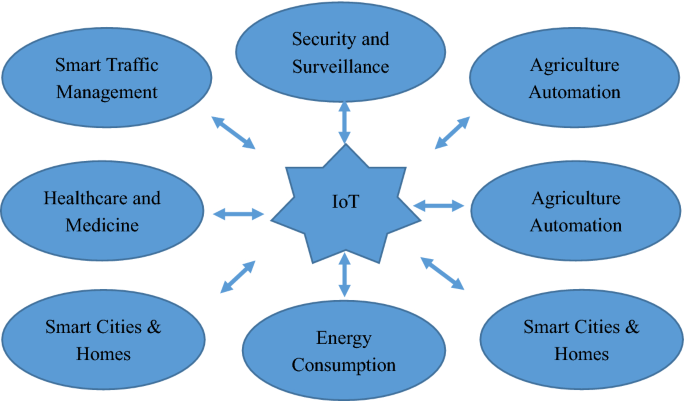 Security and
Surveillance
Smart Traffic
Management
Agriculture
Automation
Healthcare and
Medicine
IoT
Agriculture
Automation
Smart Cities &
Homes
Energy
Consumption
Smart Cities &
Homes